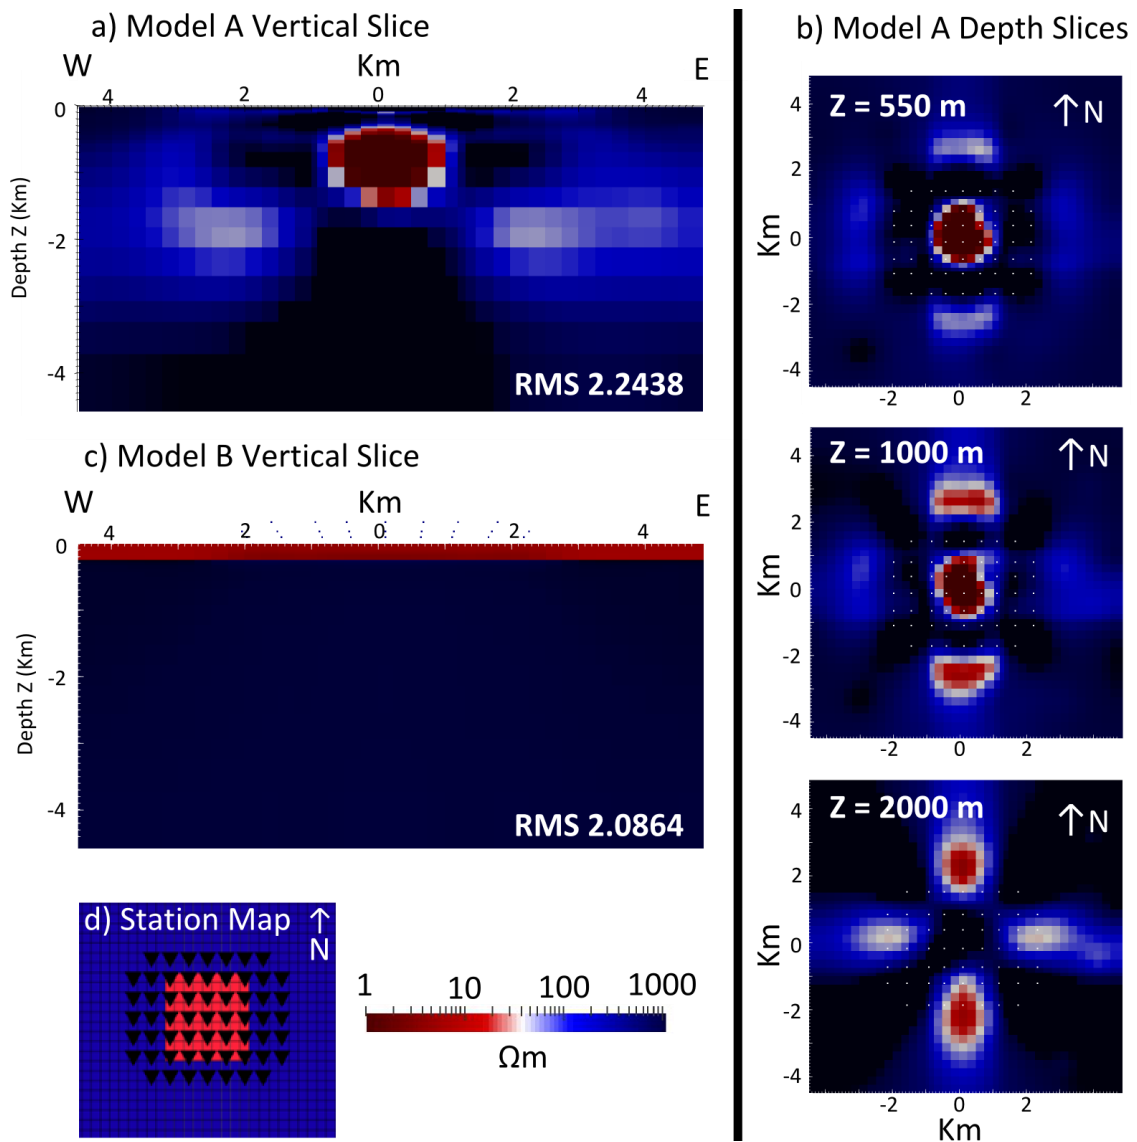 a) Model A Vertical Slice
W Km E
4 2 0 2 4
0
-2
-4
Depth Z (Km)
RMS 2.2438
c) Model B Vertical Slice
W Km E
4 2 0 2 4
0
-2
-4
Depth Z (Km)
RMS 2.0864
d) Station Map
↑
N
1 10 100 1000
Ωm
b) Model A Depth Slices
Z = 550 m ↑N
4
2
0
-2
-4
Km
-2 0 2
Z = 1000 m ↑N
4
2
0
-2
-4
Km
-2 0 2
Z = 2000 m ↑N
4
2
0
-2
-4
Km
-2 0 2
Km